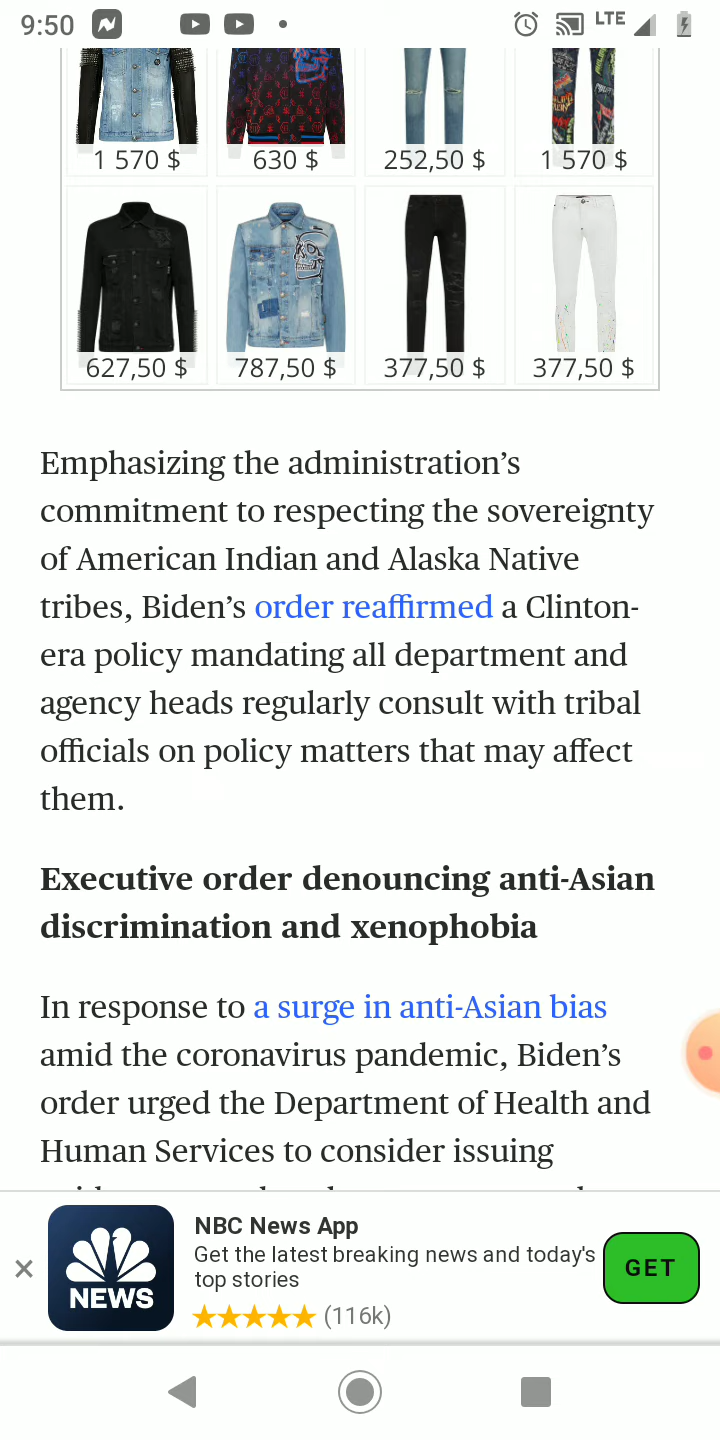 9:50
LTE
1 570 $ 630 $ 252,50 $ 1 570 $
627,50 $ 787,50 $ 377,50 $ 377,50 $
Emphasizing the administration’s
commitment to respecting the sovereignty
of American Indian and Alaska Native
tribes, Biden’s order reaffirmed a Clinton-
era policy mandating all department and
agency heads regularly consult with tribal
officials on policy matters that may affect
them.
Executive order denouncing anti-Asian
discrimination and xenophobia
In response to a surge in anti-Asian bias
amid the coronavirus pandemic, Biden’s
order urged the Department of Health and
Human Services to consider issuing
NEWS
NBC News App
Get the latest breaking news and today's
top stories
(116k)
GET